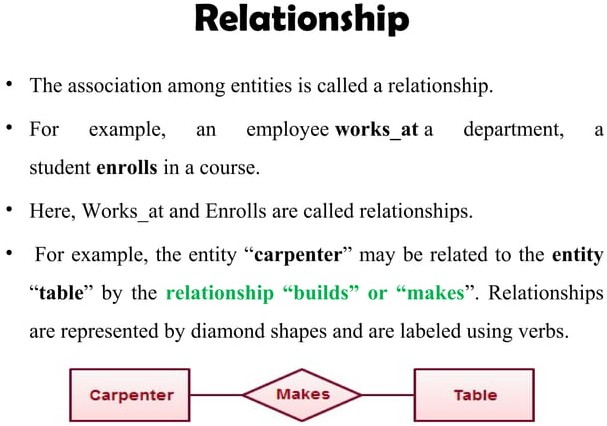 Relationship
• The association among entities is called a relationship.
• For example, an employee works_at a department, a
student enrolls in a course.
• Here, Works_at and Enrolls are called relationships.
• For example, the entity “carpenter” may be related to the entity
“table” by the relationship “builds” or “makes”. Relationships
are represented by diamond shapes and are labeled using verbs.
Carpenter Makes Table